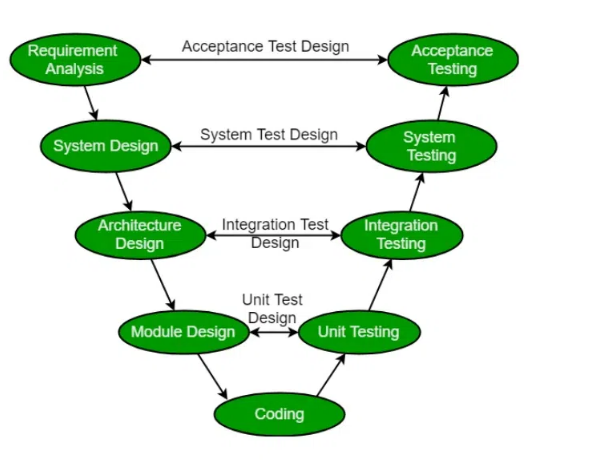 Requirement
Analysis
Acceptance Test Design
Acceptance
Testing
System Design
System Test Design
System
Testing
Architecture
Design
Integration Test
Design
Integration
Testing
Module Design
Unit Test
Design
Unit Testing
Coding